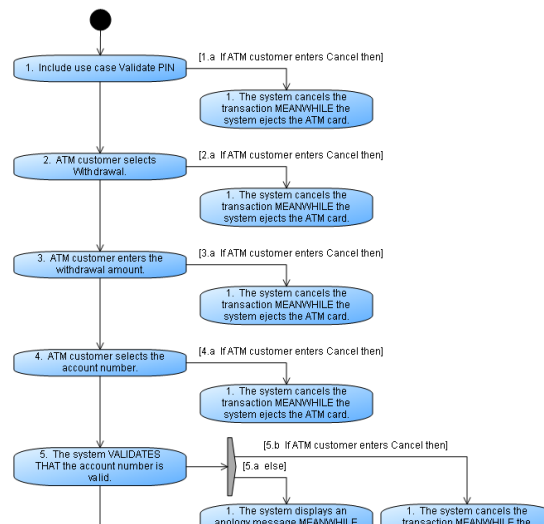 [1.a If ATM customer enters Cancel then]
1. Include use case Validate PIN
1. The system cancels the
transaction MEANWHILE the
system ejects the ATM card.
[2.a If ATM customer enters Cancel then]
2. ATM customer selects
Withdrawal.
1. The system cancels the
transaction MEANWHILE the
system ejects the ATM card.
[3.a If ATM customer enters Cancel then]
3. ATM customer enters the
withdrawal amount.
1. The system cancels the
transaction MEANWHILE the
system ejects the ATM card.
[4.a If ATM customer enters Cancel then]
4. ATM customer selects the
account number.
1. The system cancels the
transaction MEANWHILE the
system ejects the ATM card.
[5.b If ATM customer enters Cancel then]
5. The system VALIDATES
THAT the account number is
valid.
[5.a else]
1. The system displays an
apology message MEANWHILE
1. The system cancels the
transaction MEANWHILE the